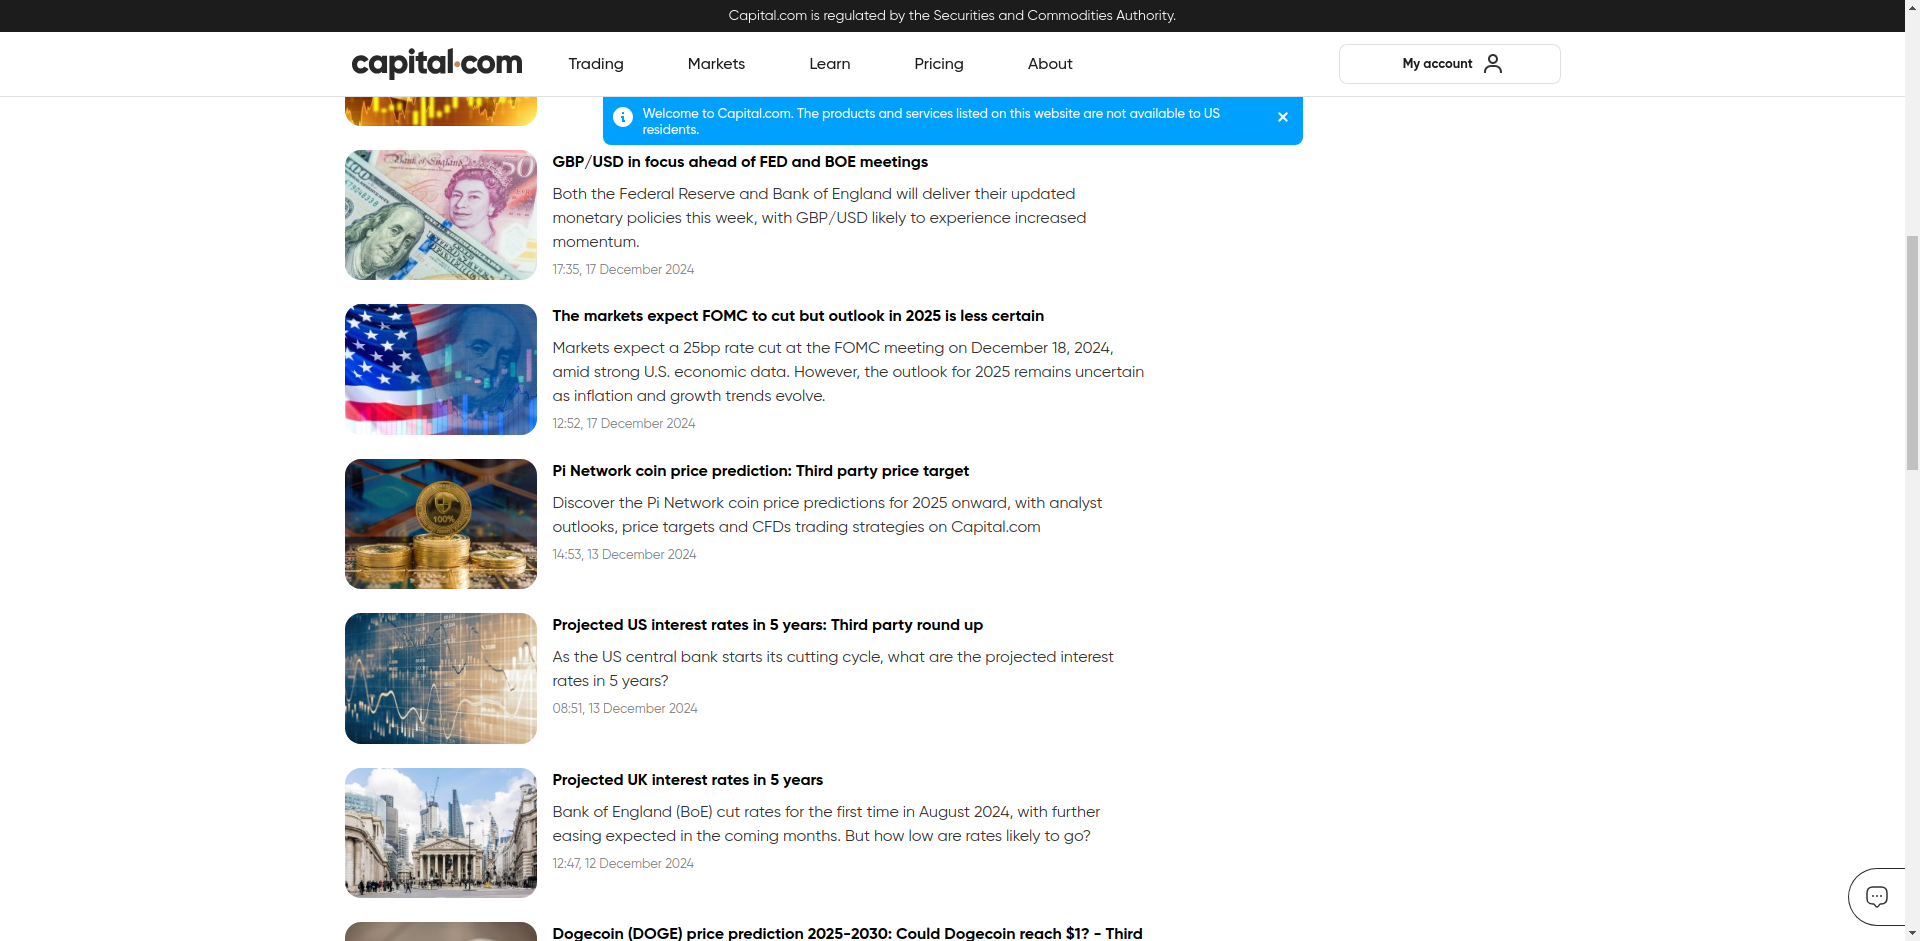 Capital.com is regulated by the Securities and Commodities Authority.
capital.com
Trading
Markets
Learn
Pricing
About
My account
Welcome to Capital.com. The products and services listed on this website are not available to US
residents.
GBP/USD in focus ahead of FED and BOE meetings
Both the Federal Reserve and Bank of England will deliver their updated
monetary policies this week, with GBP/USD likely to experience increased
momentum.
17:35, 17 December 2024
The markets expect FOMC to cut but outlook in 2025 is less certain
Markets expect a 25bp rate cut at the FOMC meeting on December 18, 2024,
amid strong U.S. economic data. However, the outlook for 2025 remains uncertain
as inflation and growth trends evolve.
12:52, 17 December 2024
100%
Pi Network coin price prediction: Third party price target
Discover the Pi Network coin price predictions for 2025 onward, with analyst
outlooks, price targets and CFDs trading strategies on Capital.com
14:53, 13 December 2024
Projected US interest rates in 5 years: Third party round up
As the US central bank starts its cutting cycle, what are the projected interest
rates in 5 years?
08:51, 13 December 2024
Projected UK interest rates in 5 years
Bank of England (BoE) cut rates for the first time in August 2024, with further
easing expected in the coming months. But how low are rates likely to go?
12:47, 12 December 2024
Dogecoin (DOGE) price prediction 2025-2030: Could Dogecoin reach $1? - Third